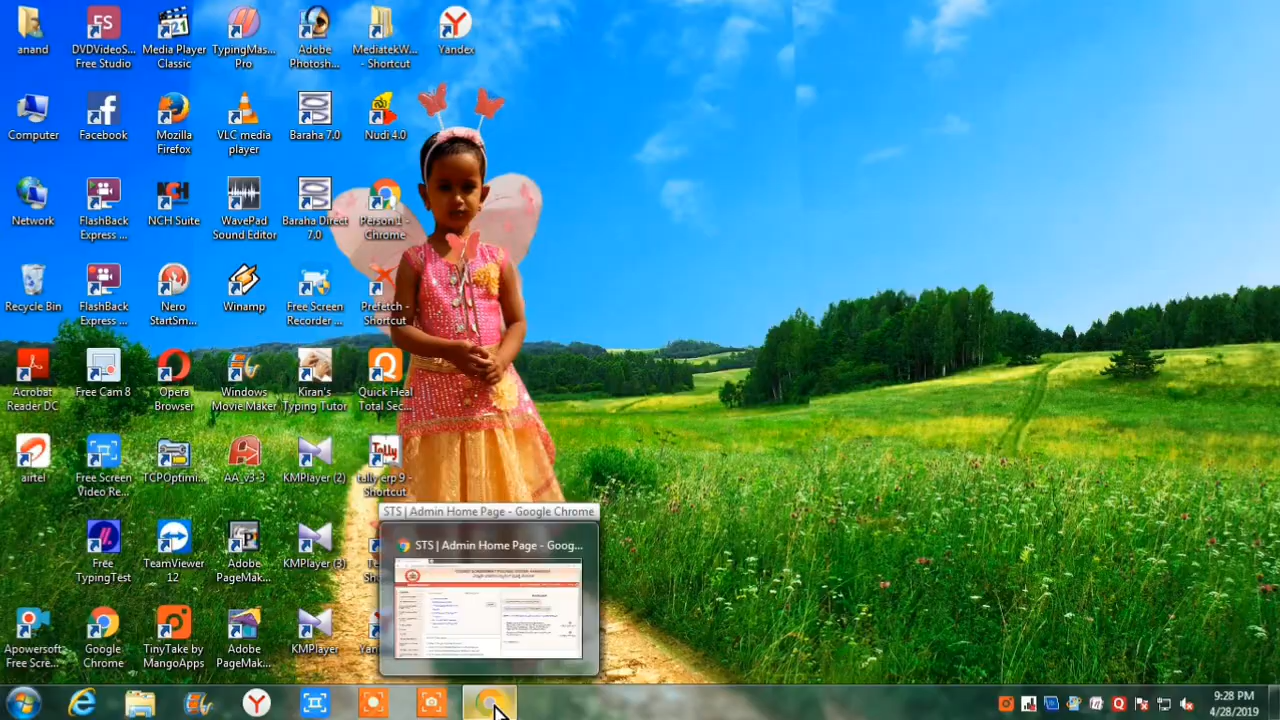 anand
DVDVideoS...
Free Studio
Media Player
Classic
TypingMas...
Pro
Adobe
Photosh...
MediatekW...
- Shortcut
Yandex
Computer
Facebook
Mozilla
Firefox
VLC media
player
Baraha 7.0
Nudi 4.0
Network
FlashBack
Express ...
NCH Suite
WavePad
Sound Editor
Baraha Direct
7.0
Person 1 -
Chrome
Recycle Bin
FlashBack
Express ...
Nero
StartSm...
Winamp
Free Screen
Recorder ...
Prefetch -
Shortcut
Acrobat
Reader DC
Free Cam 8
Opera
Browser
Windows
Movie Maker
Kiran's
Typing Tutor
Quick Heal
Total Sec...
airtel
Free Screen
Video Re...
TCPOptimi...
AA_v3-3
KMPlayer (2)
tally erp 9 -
Shortcut
Free
TypingTest
TeamViewer
12
Adobe
PageMak...
KMPlayer (3)
Apowersoft
Google
Chrome
MangoApps
Adobe
PageMak...
KMPlayer
STS | Admin Home Page - Google Chrome
STS | Admin Home Page - Goog...
9:28 PM
4/28/2019